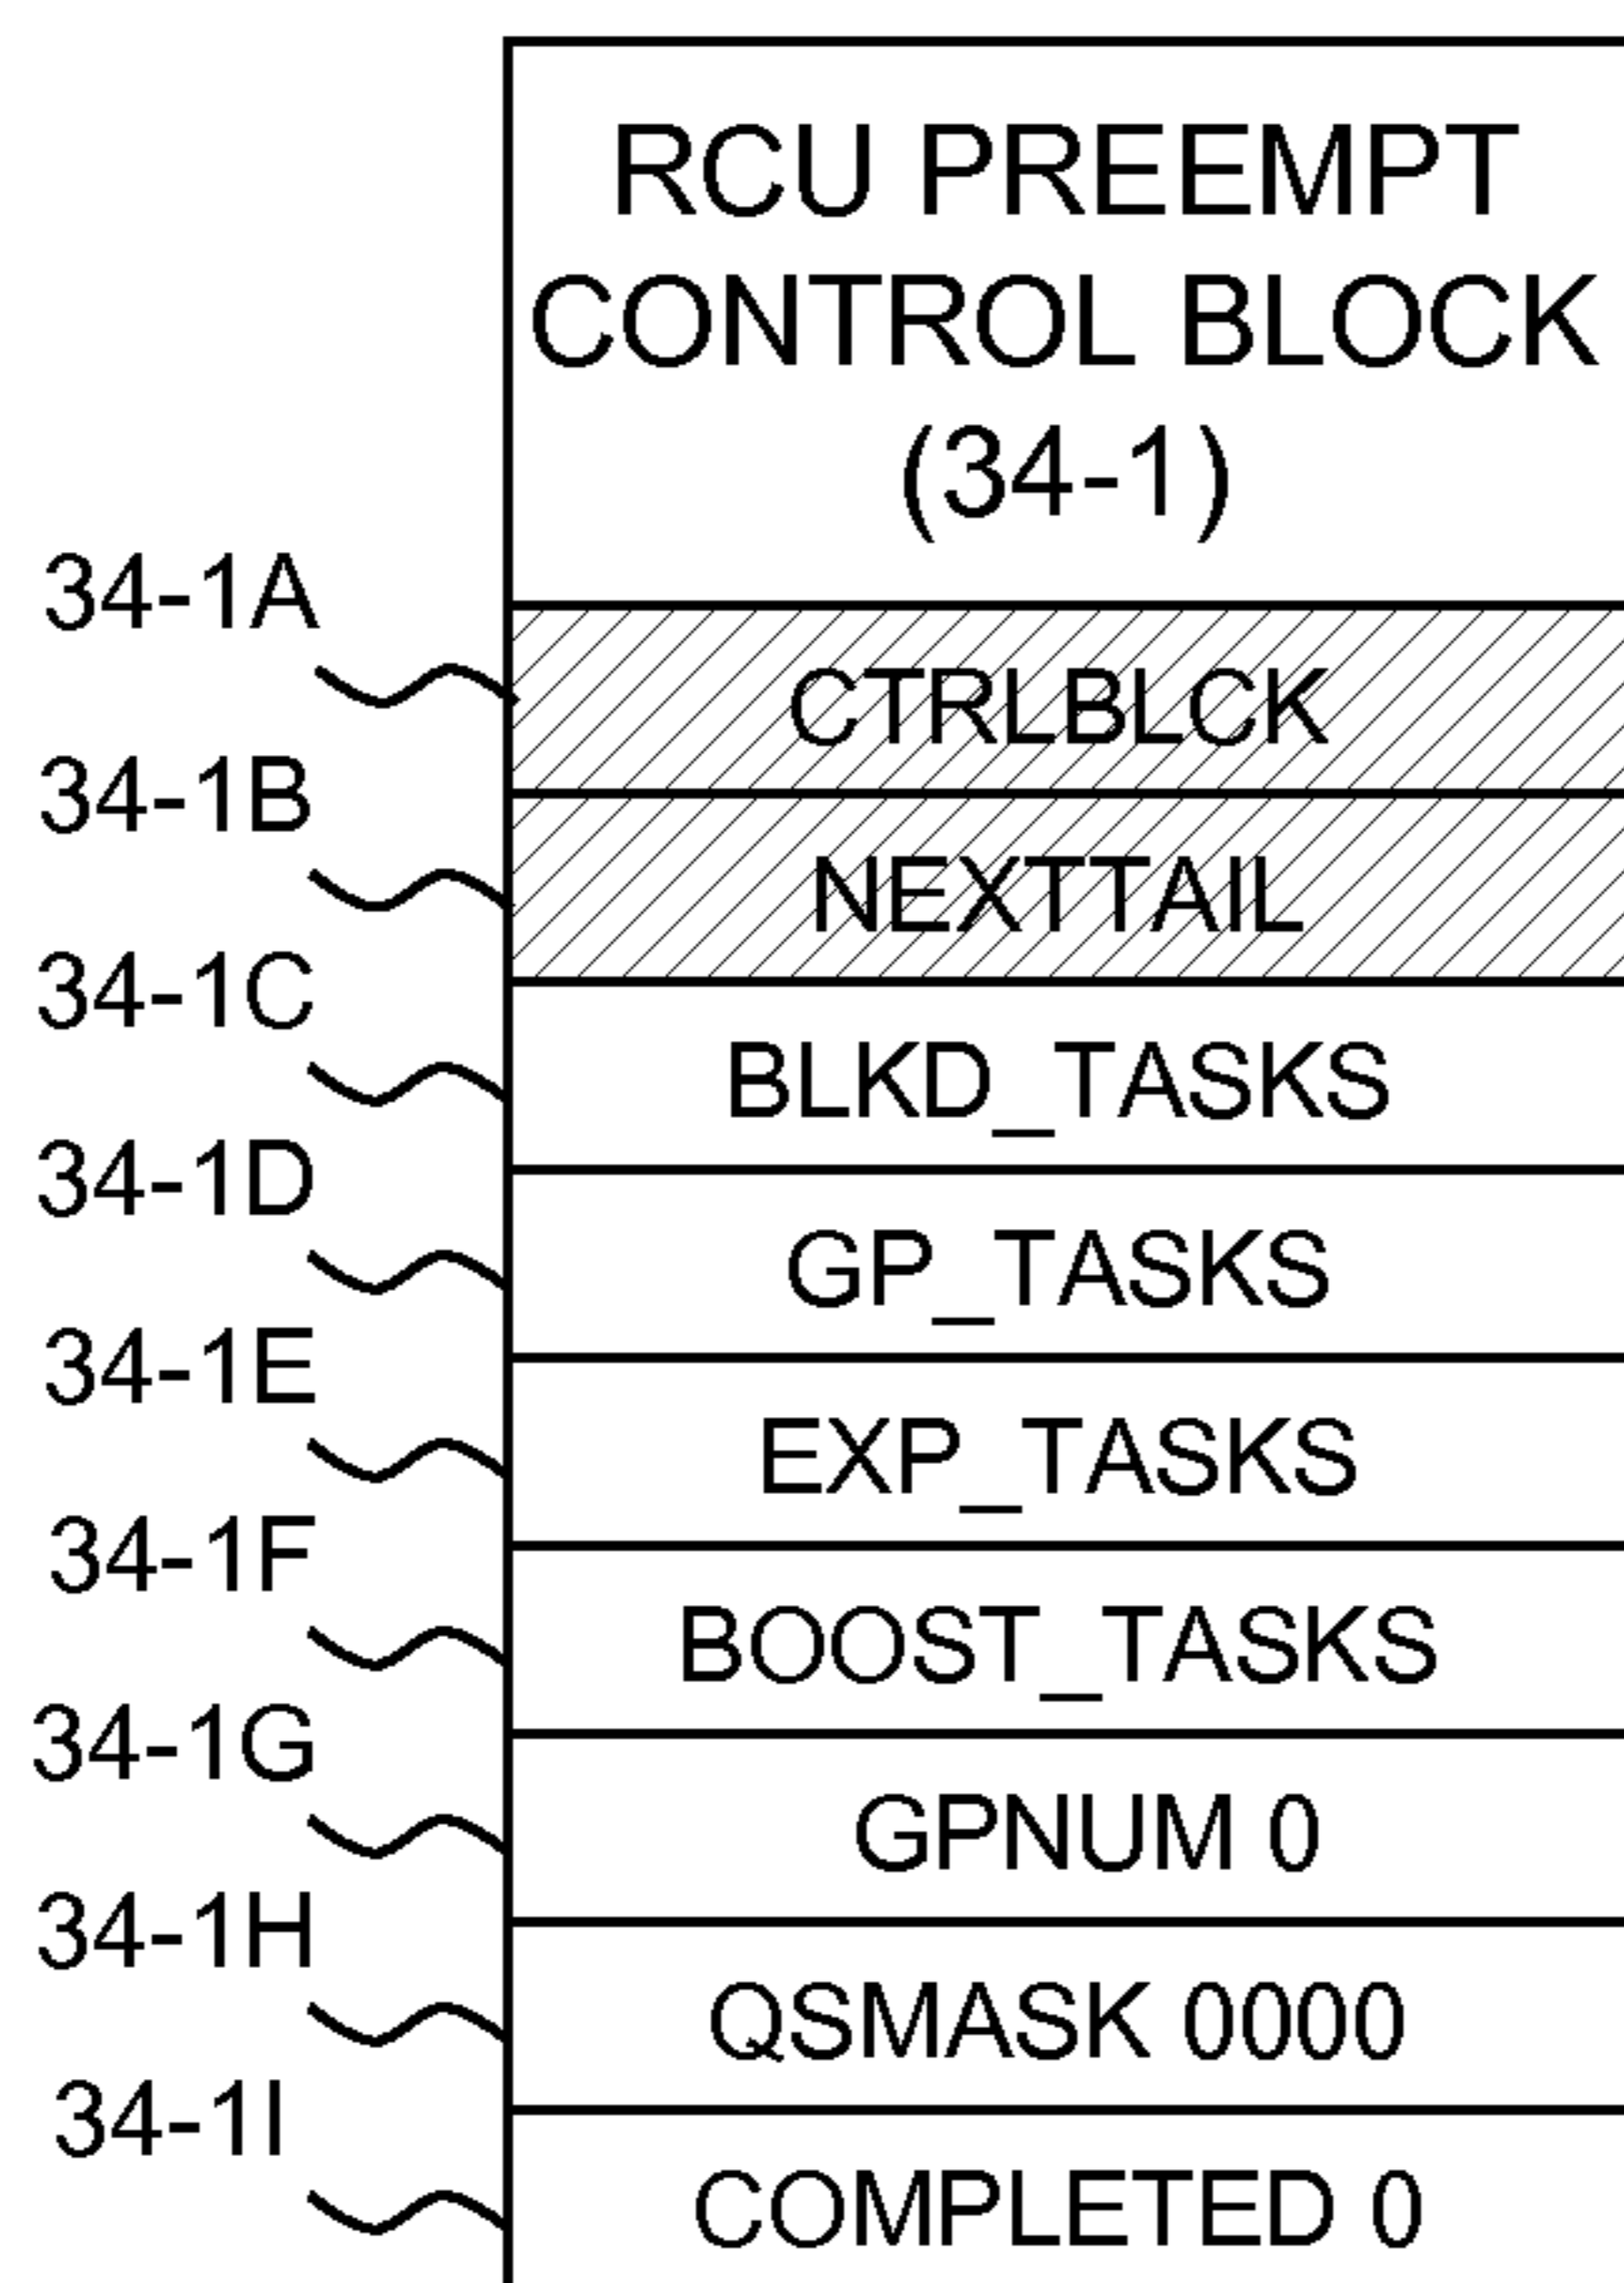 RCU PREEMPT
CONTROL BLOCK
(34-1)
34-1A
CTRLBLCK
34-1B
NEXTTAIL
34-1C
BLKD_TASKS
34-1D
GP_TASKS
34-1E
EXP_TASKS
34-1F
BOOST_TASKS
34-1G
GPNUM 0
34-1H
QSMASK 0000
34-1I
COMPLETED 0